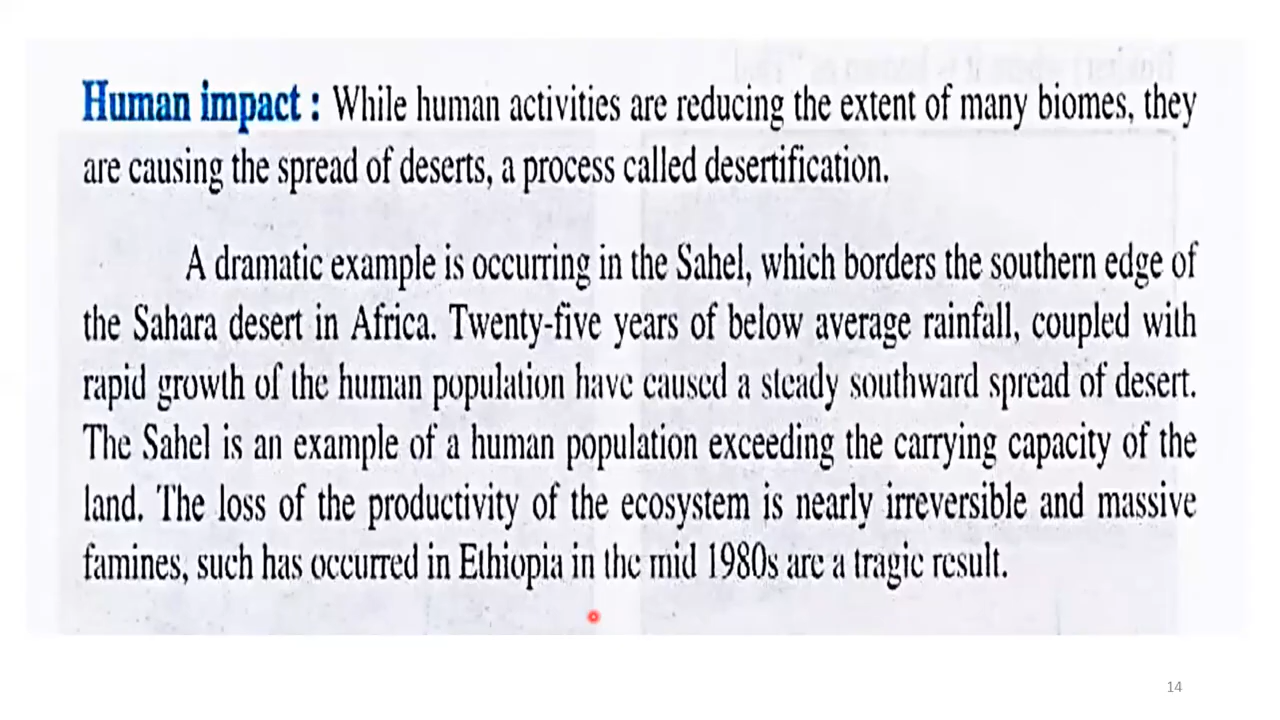 Human impact : While human activities are reducing the extent of many biomes, they
are causing the spread of deserts, a process called desertification.
A dramatic example is occurring in the Sahel, which borders the southern edge of
the Sahara desert in Africa. Twenty-five years of below average rainfall, coupled with
rapid growth of the human population have caused a steady southward spread of desert.
The Sahel is an example of a human population exceeding the carrying capacity of the
land. The loss of the productivity of the ecosystem is nearly irreversible and massive
famines, such has occurred in Ethiopia in the mid 1980s are a tragic result.
14